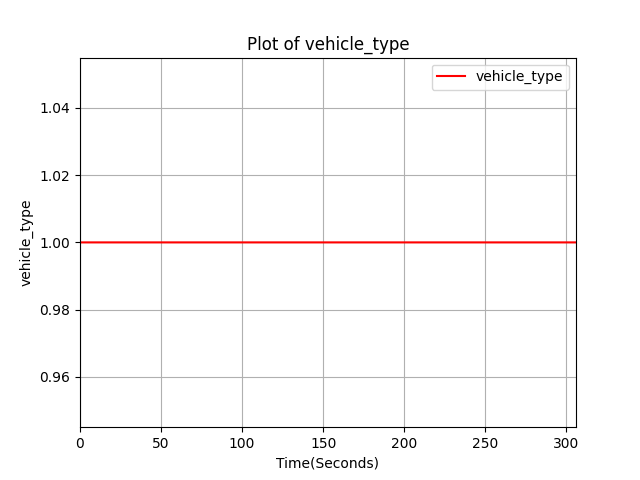 Plot of vehicle_type
vehicle_type
1.04
1.02
1.00
0.98
0.96
vehicle_type
0 50 100 150 200 250 300
Time(Seconds)